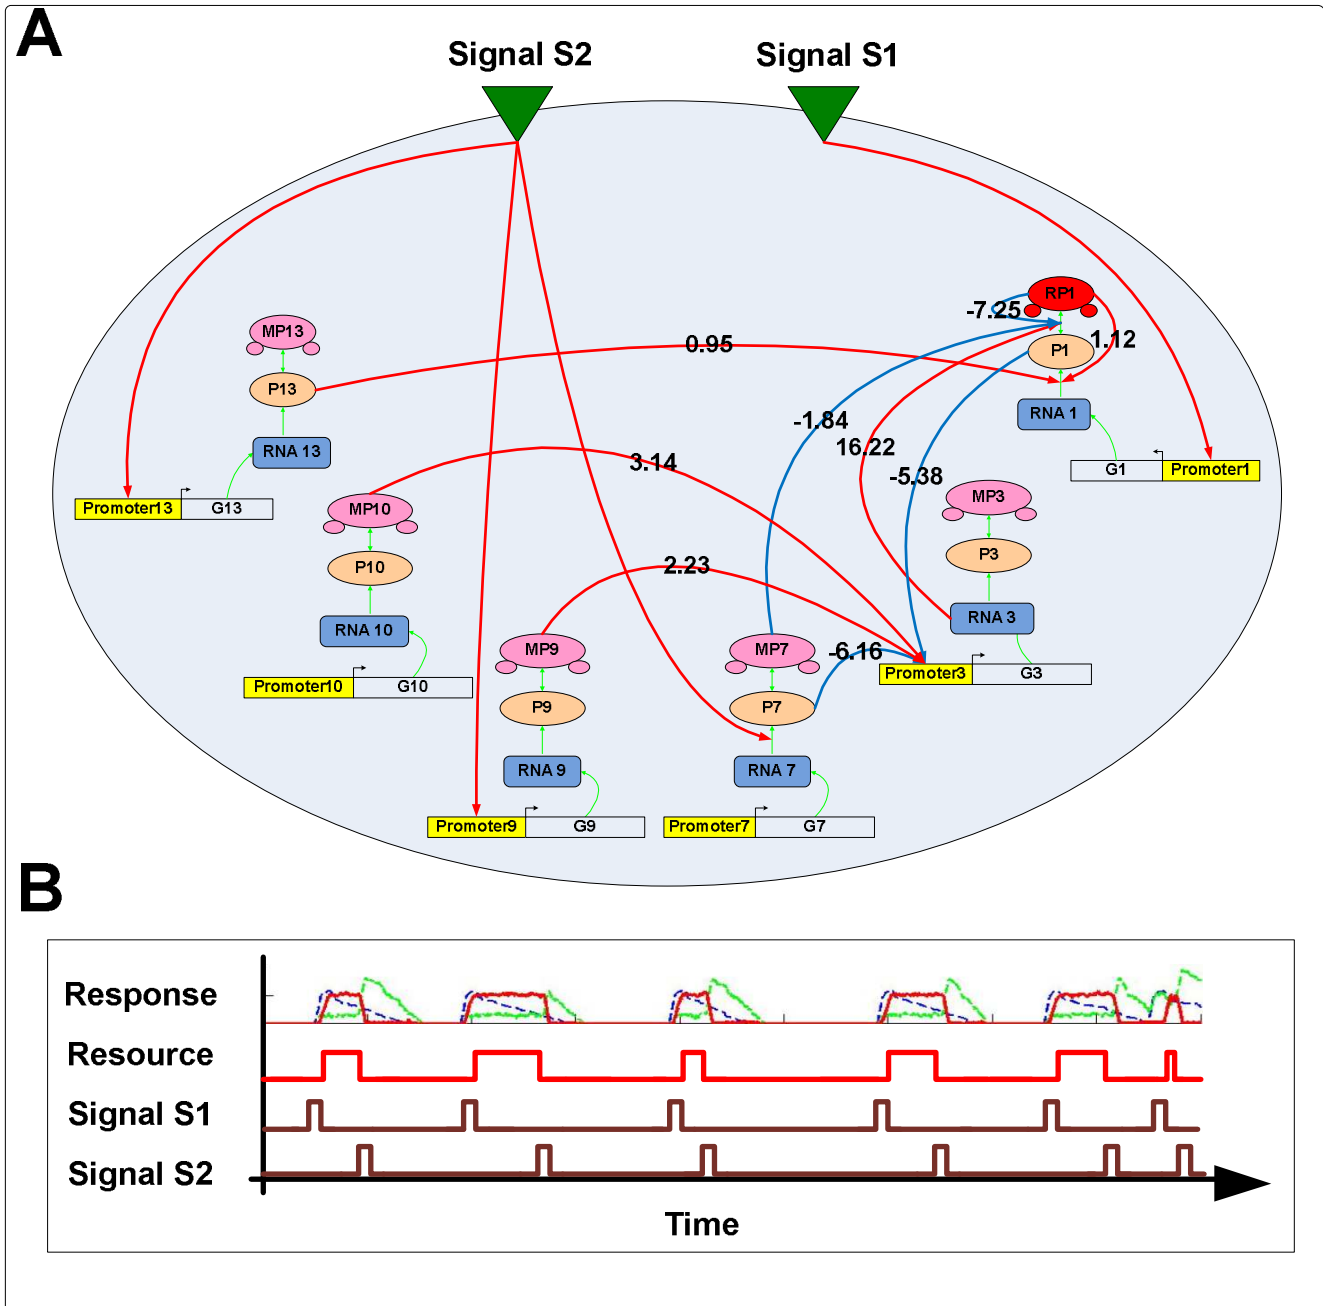 A
Signal S2
Signal S1
RP1
-7.25
MP13
0.95
1.12
P1
P13
RNA 1
-1.84
16.22
RNA 13
3.14
G1
Promoter1
-5.38
MP3
Promoter13
G13
MP10
P3
P10
2.23
RNA 3
RNA 10
MP9
MP7
-6.16
Promoter3
G3
Promoter10
G10
P9
P7
RNA 9
RNA 7
Promoter9
G9
Promoter7
G7
B
Response
Resource
Signal S1
Signal S2
Time